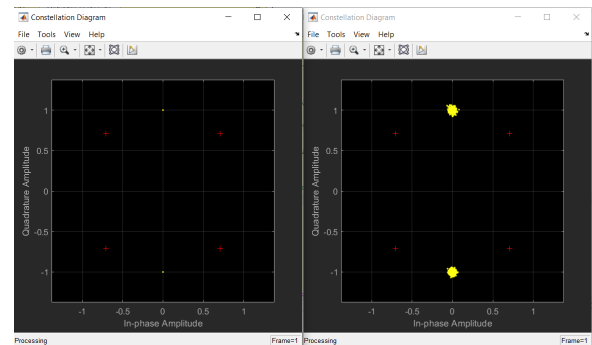 Constellation Diagram
File Tools View Help
1
0.5
0
-0.5
-1
Quadrature Amplitude
-1 -0.5 0 0.5 1
In-phase Amplitude
Processing Frame=1
Constellation Diagram
File Tools View Help
1
0.5
0
-0.5
-1
Quadrature Amplitude
-1 -0.5 0 0.5 1
In-phase Amplitude
Processing Frame=1